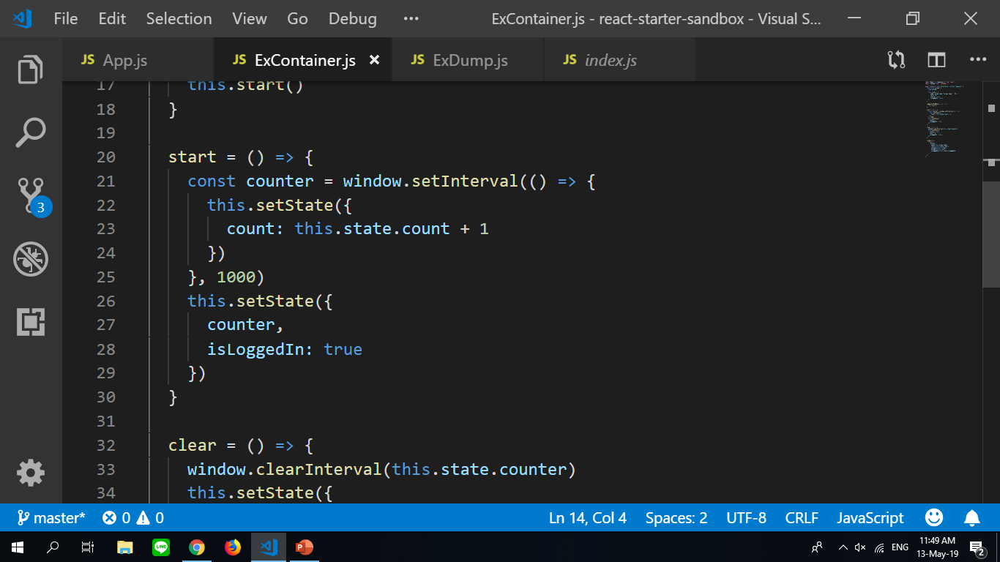 File Edit Selection View Go Debug ··· ExContainer.js - react-starter-sandbox - Visual S...
JS App.js JS ExContainer.js × JS ExDump.js JS index.js ···
17 this.start()
18 }
19
20 start = () => {
21 const counter = window.setInterval(() => {
22 this.setState({
23 count: this.state.count + 1
24 })
25 }, 1000)
26 this.setState({
27 counter,
28 isLoggedIn: true
29 })
30 }
31
32 clear = () => {
33 window.clearInterval(this.state.counter)
34 this.setState({
3
master* 0 0 Ln 14, Col 4 Spaces: 2 UTF-8 CRLF JavaScript
LINE P ENG 11:49 AM
13-May-19 2